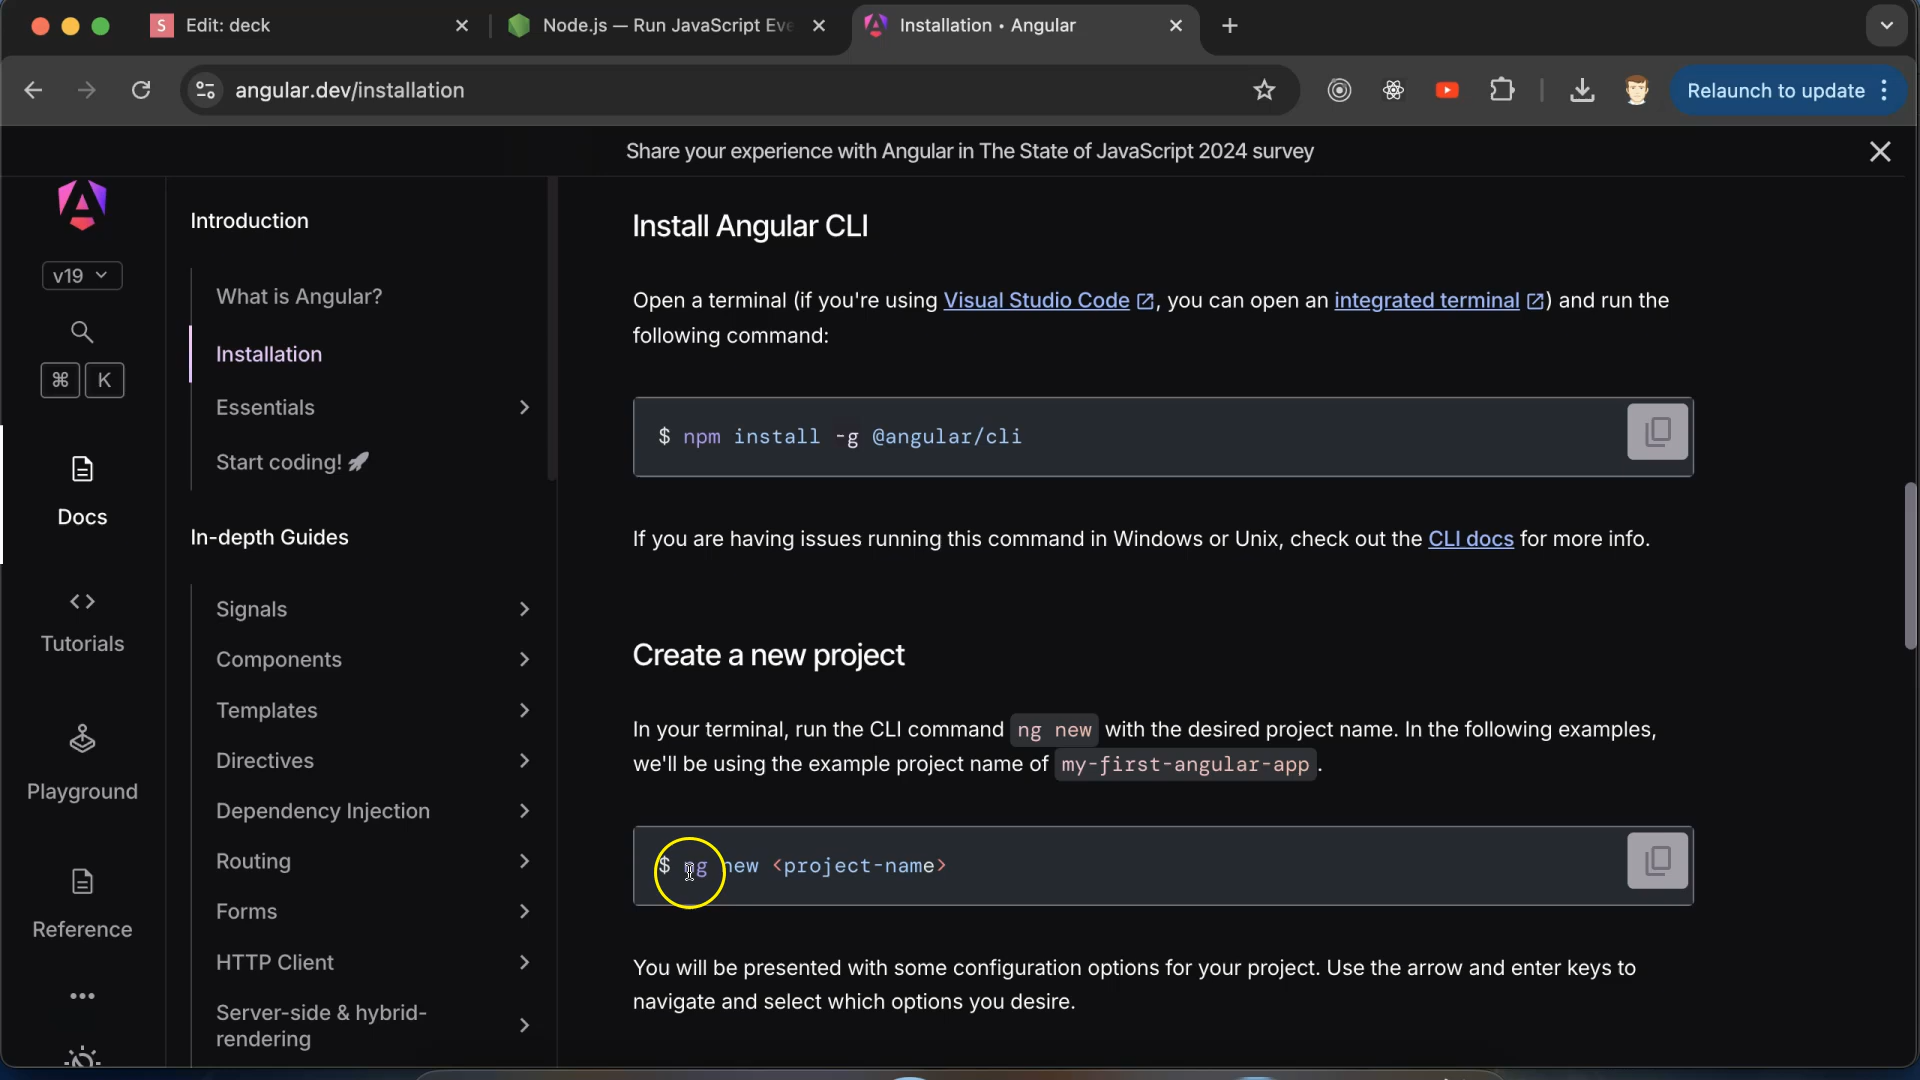 S Edit: deck
Node.js — Run JavaScript Eve
Installation • Angular
angular.dev/installation
Relaunch to update
Share your experience with Angular in The State of JavaScript 2024 survey
v19
⌘ K
Docs
Tutorials
Playground
Reference
Introduction
What is Angular?
Installation
Essentials
Start coding! 🚀
In-depth Guides
Signals
Components
Templates
Directives
Dependency Injection
Routing
Forms
HTTP Client
Server-side & hybrid-
rendering
Install Angular CLI
Open a terminal (if you're using Visual Studio Code, you can open an integrated terminal) and run the
following command:
$ npm install -g @angular/cli
If you are having issues running this command in Windows or Unix, check out the CLI docs for more info.
Create a new project
In your terminal, run the CLI command ng new with the desired project name. In the following examples,
we'll be using the example project name of my-first-angular-app.
$ ng new <project-name>
You will be presented with some configuration options for your project. Use the arrow and enter keys to
navigate and select which options you desire.